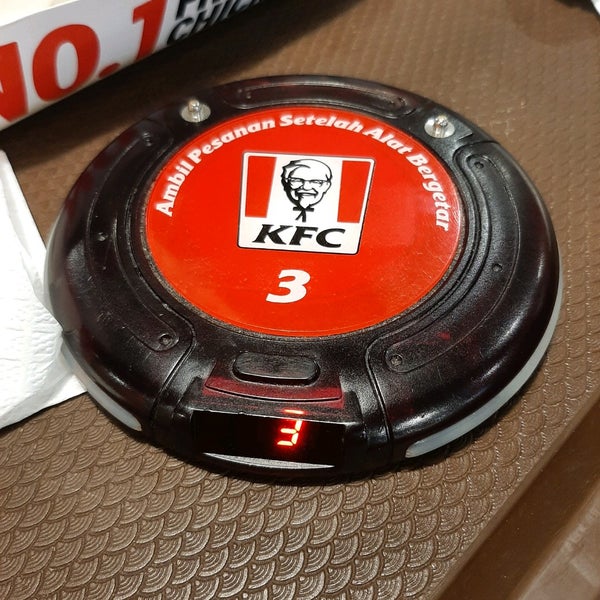 NO.1
Ambil Pesanan Setelah Alat Bergetar
KFC
3
3